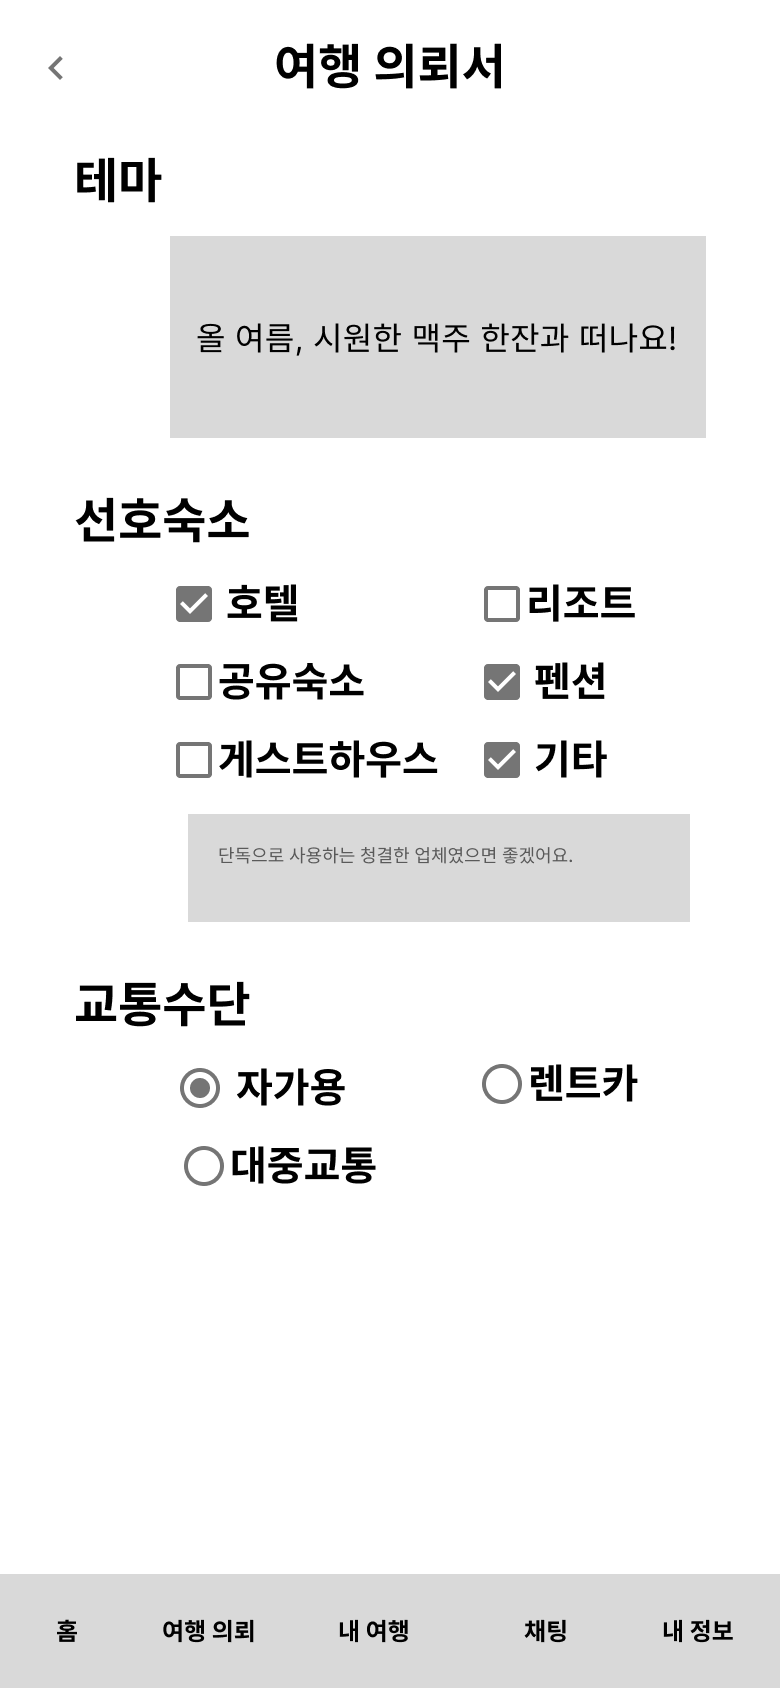 여행 의뢰서
테마
올 여름, 시원한 맥주 한잔과 떠나요!
선호숙소
호텔 리조트
공유숙소 펜션
게스트하우스 기타
단독으로 사용하는 청결한 업체였으면 좋겠어요.
교통수단
자가용 렌트카
대중교통
홈 여행 의뢰 내 여행 채팅 내 정보